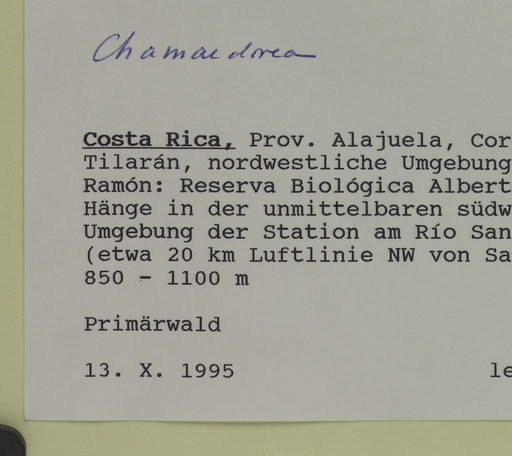 Chamaedorea
Costa Rica, Prov. Alajuela, Cor
Tilarán, nordwestliche Umgebung
Ramón: Reserva Biológica Albert
Hänge in der unmittelbaren südw
Umgebung der Station am Río San
(etwa 20 km Luftlinie NW von Sa
850 - 1100 m
Primärwald
13. X. 1995 le